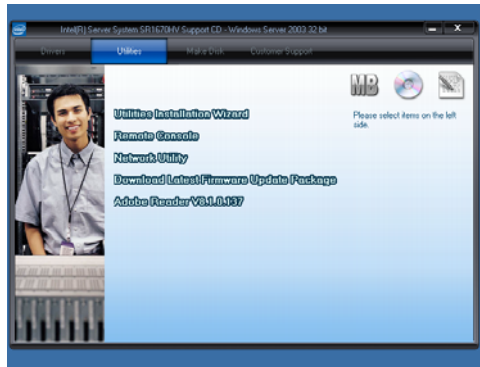 Intel(R) Server System SR1670HV Support CD - Windows Server 2003 32 bit
Drivers
Utilities
Make Disk
Customer Support
MB
Utilities Installation Wizard
Please select items on the left
side.
Remote Console
Network Utility
Download Latest Firmware Update Package
Adobe Reader V8.1.0.137